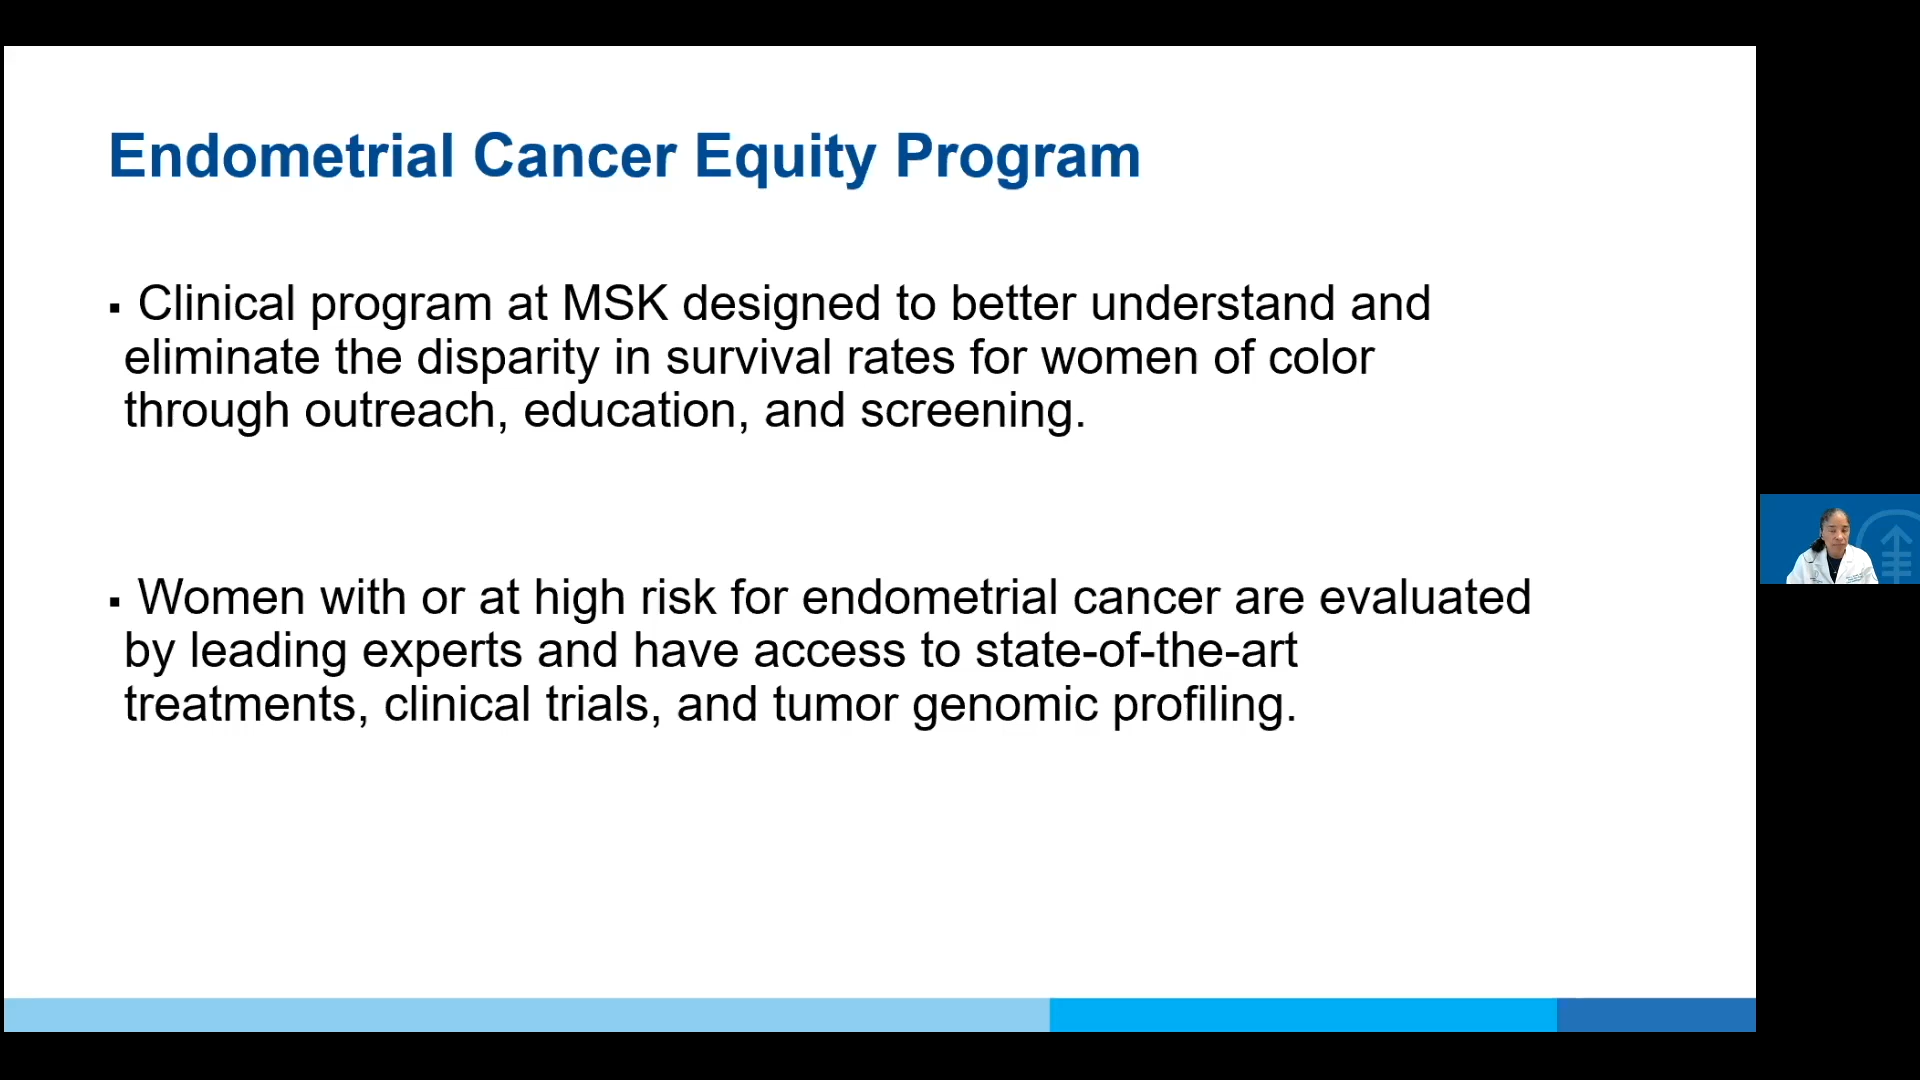 Endometrial Cancer Equity Program
▪ Clinical program at MSK designed to better understand and
eliminate the disparity in survival rates for women of color
through outreach, education, and screening.
▪ Women with or at high risk for endometrial cancer are evaluated
by leading experts and have access to state-of-the-art
treatments, clinical trials, and tumor genomic profiling.